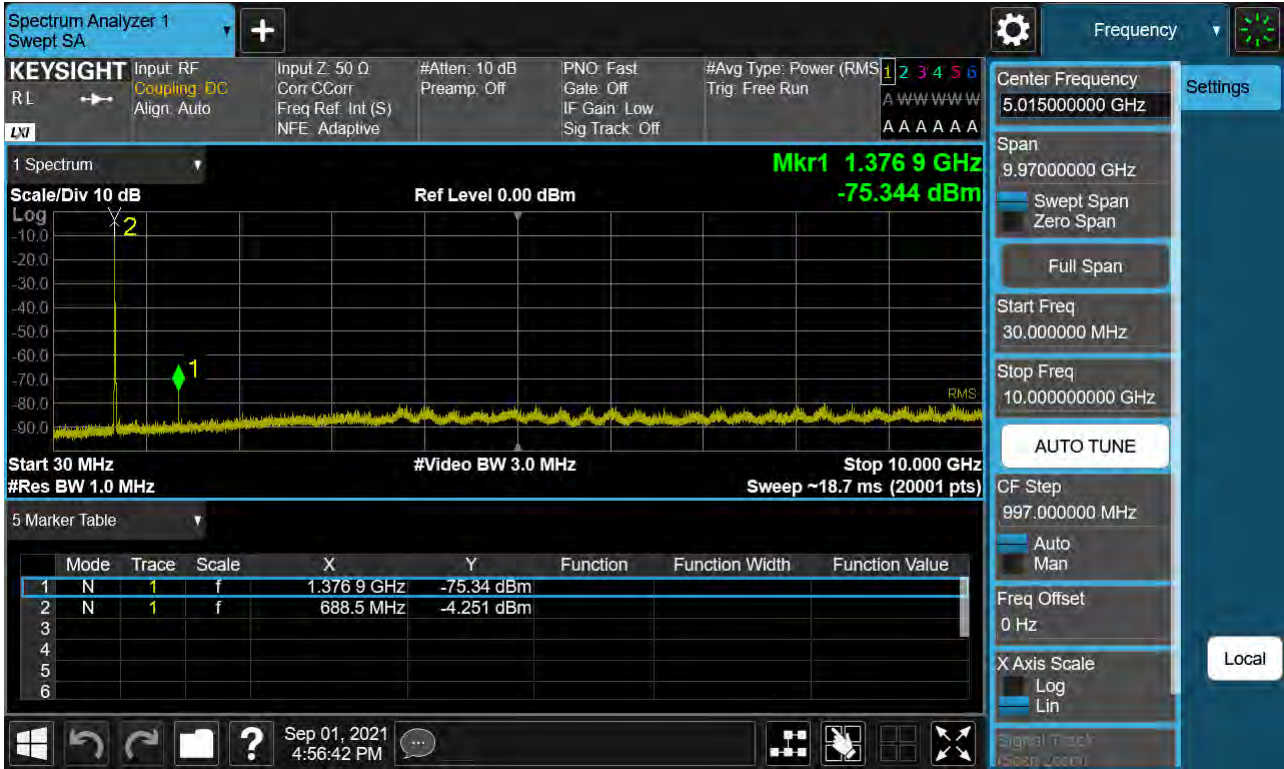 Spectrum Analyzer 1
Swept SA
+
Frequency
KEYSIGHT
RL
LXI
Input: RF
Coupling: DC
Align: Auto
Input Z: 50 Ω
Corr CCorr
Freq Ref: Int (S)
NFE: Adaptive
#Atten: 10 dB
Preamp: Off
PNO: Fast
Gate: Off
IF Gain: Low
Sig Track: Off
#Avg Type: Power (RMS
Trig: Free Run
1 2 3 4 5 6
A W W W W W
A A A A A A
1 Spectrum
Mkr1 1.376 9 GHz
Scale/Div 10 dB
Ref Level 0.00 dBm
-75.344 dBm
Log
2
-10.0
-20.0
-30.0
-40.0
-50.0
-60.0
1
-70.0
RMS
-80.0
-90.0
Start 30 MHz
#Video BW 3.0 MHz
Stop 10.000 GHz
#Res BW 1.0 MHz
Sweep ~18.7 ms (20001 pts)
5 Marker Table
Mode Trace Scale X Y Function Function Width Function Value
1 N 1 f 1.376 9 GHz -75.34 dBm
2 N 1 f 688.5 MHz -4.251 dBm
3
4
5
6
Center Frequency
5.015000000 GHz
Span
9.97000000 GHz
Swept Span
Zero Span
Full Span
Start Freq
30.000000 MHz
Stop Freq
10.000000000 GHz
AUTO TUNE
CF Step
997.000000 MHz
Auto
Man
Freq Offset
0 Hz
X Axis Scale
Log
Lin
Signal Track
(Span Zoom)
Settings
Local
?
Sep 01, 2021
4:56:42 PM